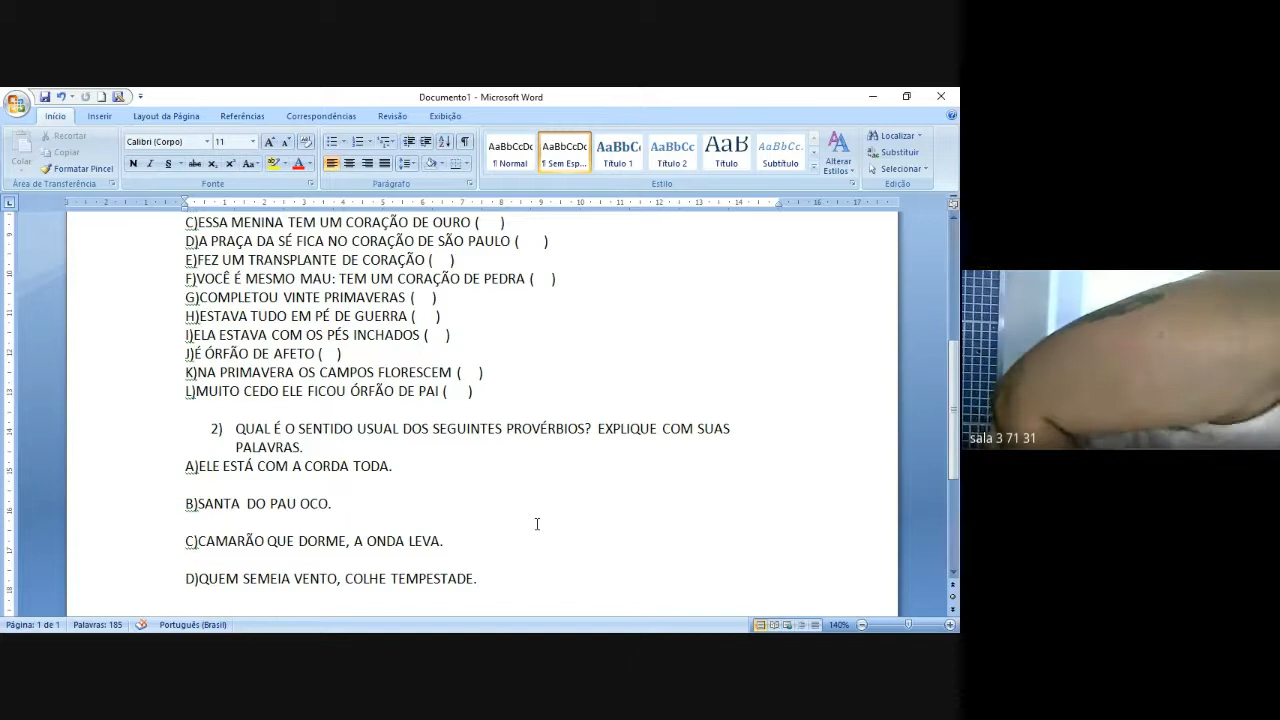 Documento1 - Microsoft Word
Início Inserir Layout da Página Referências Correspondências Revisão Exibição
Colar
Recortar
Copiar
Formatar Pincel
Área de Transferência
Calibri (Corpo) 11
Fonte
Parágrafo
AaBbCcDc AaBbCcDc AaBbCc AaBbCc AaB AaBbCc.
¶ Normal ¶ Sem Esp... Título 1 Título 2 Título Subtítulo
Alterar Estilos
Estilo
Localizar
Substituir
Selecionar
Edição
C)ESSA MENINA TEM UM CORAÇÃO DE OURO ( )
D)A PRAÇA DA SÉ FICA NO CORAÇÃO DE SÃO PAULO ( )
E)FEZ UM TRANSPLANTE DE CORAÇÃO ( )
F)VOCÊ É MESMO MAU: TEM UM CORAÇÃO DE PEDRA ( )
G)COMPLETOU VINTE PRIMAVERAS ( )
H)ESTAVA TUDO EM PÉ DE GUERRA ( )
I)ELA ESTAVA COM OS PÉS INCHADOS ( )
J)É ÓRFÃO DE AFETO ( )
K)NA PRIMAVERA OS CAMPOS FLORESCEM ( )
L)MUITO CEDO ELE FICOU ÓRFÃO DE PAI ( )
2) QUAL É O SENTIDO USUAL DOS SEGUINTES PROVÉRBIOS? EXPLIQUE COM SUAS
PALAVRAS.
A)ELE ESTÁ COM A CORDA TODA.
B)SANTA DO PAU OCO.
C)CAMARÃO QUE DORME, A ONDA LEVA.
D)QUEM SEMEIA VENTO, COLHE TEMPESTADE.
Página: 1 de 1 Palavras: 185 Português (Brasil) 140%
sala 3 71 31